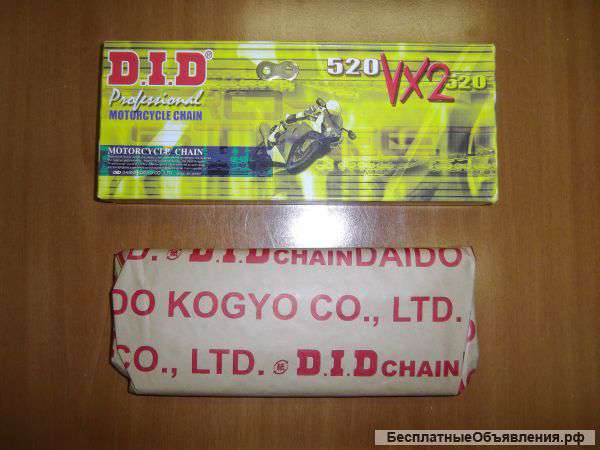 D.I.D®
Professional
MOTORCYCLE CHAIN
520 VX2 520
MOTORCYCLE CHAIN
D. D.I.D CHAIN DAIDO
DO KOGYO CO., LTD.
CO., LTD. D.I.D CHAIN
БесплатныеОбъявления.рф